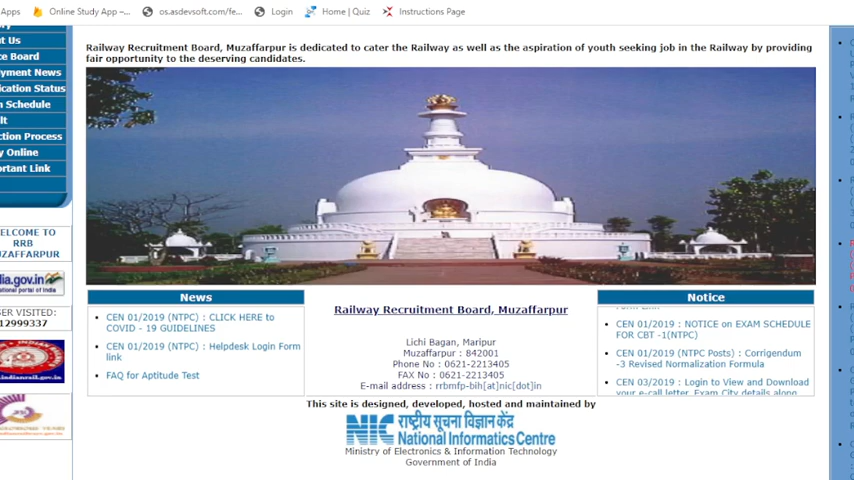 Apps
Online Study App –...
os.asdevsoft.com/fe...
Login
Home | Quiz
Instructions Page
t Us
ce Board
yment News
ication Status
n Schedule
lt
ction Process
y Online
ortant Link
ELCOME TO
RRB
UZAFFARPUR
dia.gov.in
national portal of India
SER VISITED:
12999337
Railway Recruitment Board, Muzaffarpur is dedicated to cater the Railway as well as the aspiration of youth seeking job in the Railway by providing
fair opportunity to the deserving candidates.
News
CEN 01/2019 (NTPC) : CLICK HERE to
COVID - 19 GUIDELINES
CEN 01/2019 (NTPC) : Helpdesk Login Form
link
FAQ for Aptitude Test
Railway Recruitment Board, Muzaffarpur
Lichi Bagan, Maripur
Muzaffarpur : 842001
Phone No : 0621-2213405
FAX No : 0621-2213405
E-mail address : rrbmfp-bih[at]nic[dot]in
Notice
CEN 01/2019 : NOTICE on EXAM SCHEDULE
FOR CBT -1(NTPC)
CEN 01/2019 (NTPC Posts) : Corrigendum
-3 Revised Normalization Formula
CEN 03/2019 : Login to View and Download
your e-call letter, Exam City details along
This site is designed, developed, hosted and maintained by
NIC राष्ट्रीय सूचना विज्ञान केंद्र
National Informatics Centre
Ministry of Electronics & Information Technology
Government of India